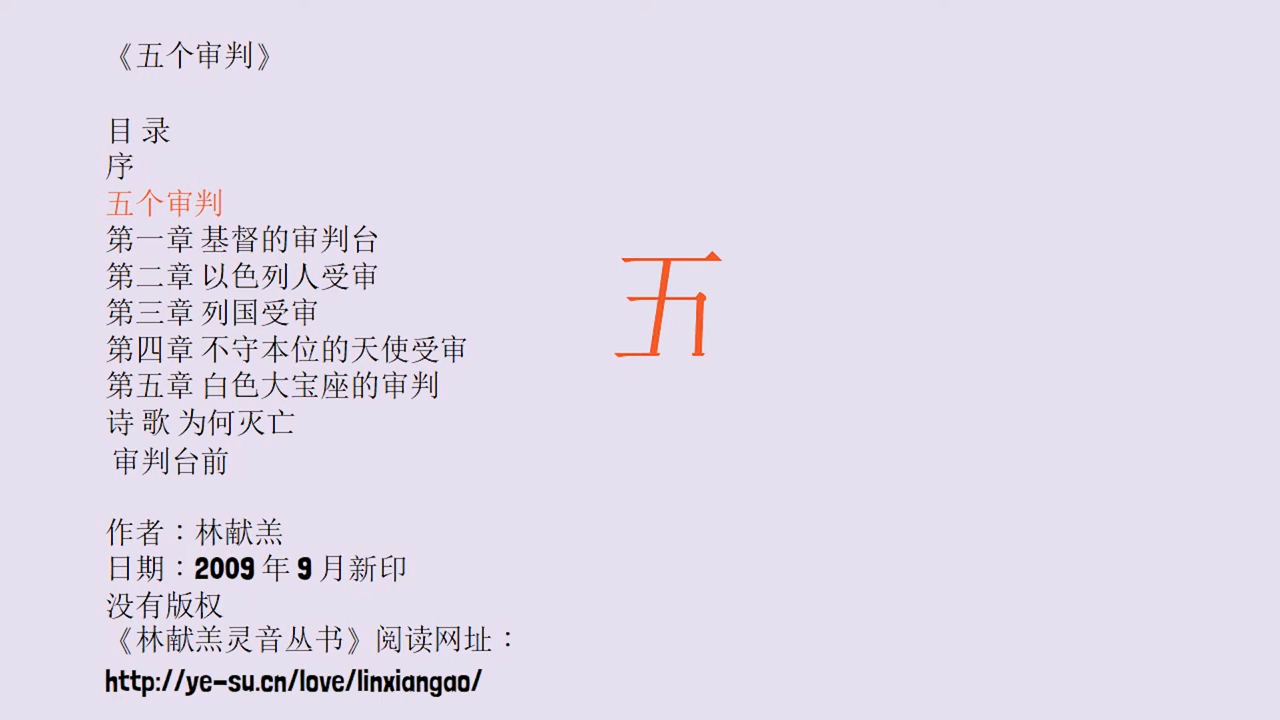 《五个审判》
目 录
序
五个审判
第一章 基督的审判台
第二章 以色列人受审
第三章 列国受审
第四章 不守本位的天使受审
第五章 白色大宝座的审判
诗 歌 为何灭亡
审判台前
作者：林献羔
日期：2009 年 9 月新印
没有版权
《林献羔灵音丛书》阅读网址：
http://ye-su.cn/love/linxiangao/
五